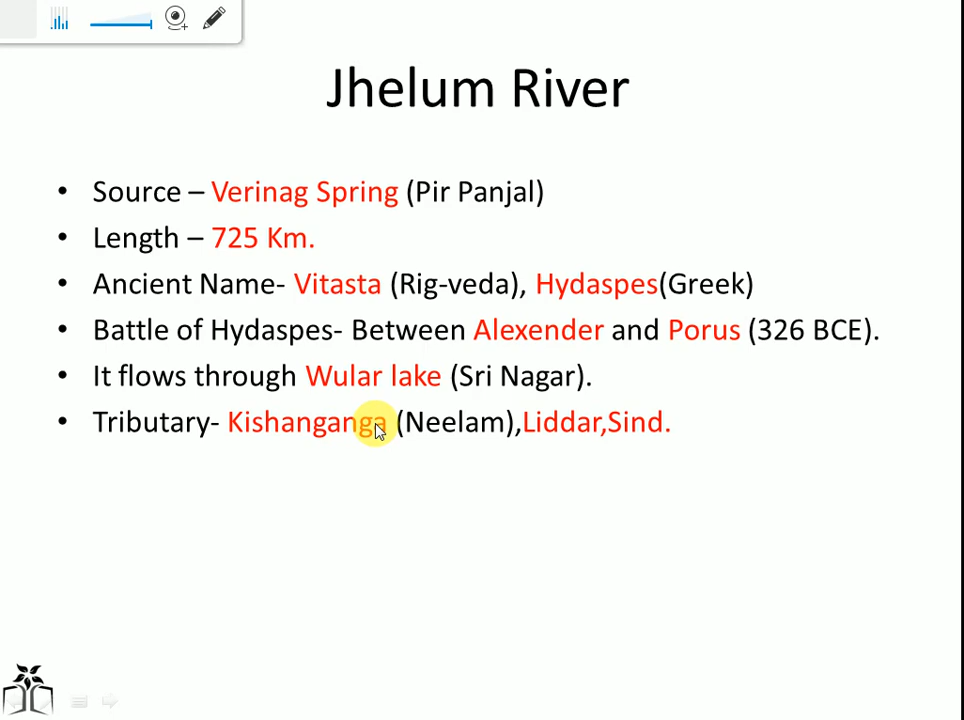 Jhelum River
• Source – Verinag Spring (Pir Panjal)
• Length – 725 Km.
• Ancient Name- Vitasta (Rig-veda), Hydaspes(Greek)
• Battle of Hydaspes- Between Alexender and Porus (326 BCE).
• It flows through Wular lake (Sri Nagar).
• Tributary- Kishanganga (Neelam),Liddar,Sind.